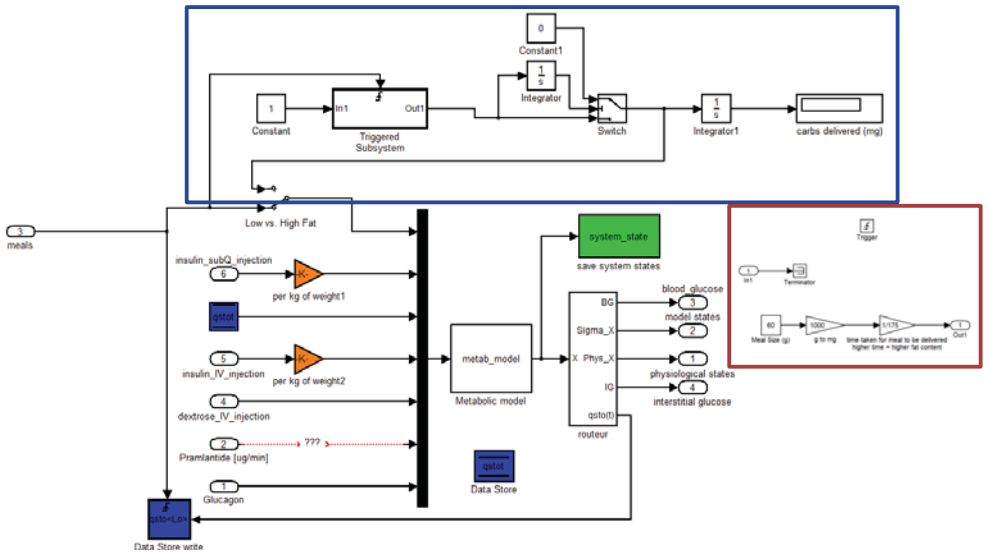 0
Constant1
1
s
Integrator
1
Constant
In1
Out1
Triggered
Subsystem
Switch
1
s
Integrator1
carbs delivered (mg)
Low vs. High Fat
3
meals
insulin_subQ_injection
6
-K-
per kg of weight1
qstot
5
insulin_IV_injection
-K-
per kg of weight2
4
dextrose_IV_injection
2
???
Pramlantide [ug/min]
1
Glucagon
qsto<Lo>
Data Store write
metab_model
Metabolic model
system_state
save system states
X
BG
Sigma_X
Phys_X
IG
qsto(t)
routeur
blood_glucose
3
model states
2
1
physiological states
4
interstitial glucose
qstot
Data Store
Trigger
1
In1
Terminator
60
Meal Size (g)
1000
g to mg
1/175
time taken for meal to be delivered
higher time = higher fat content
1
Out1